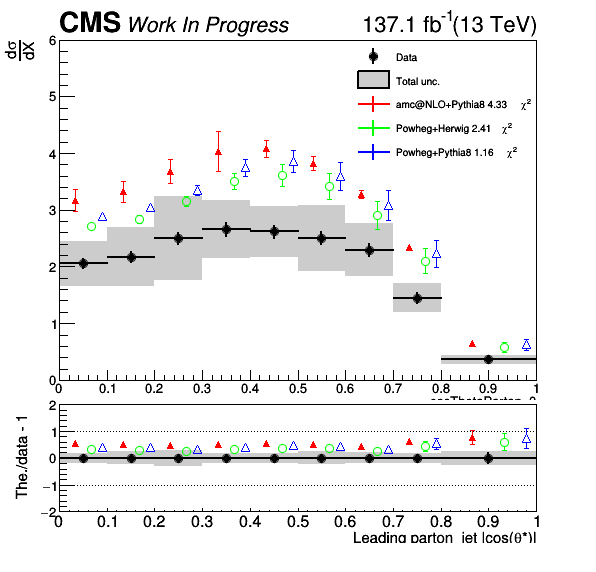 CMS Work In Progress 137.1 fb-1(13 TeV)
dσ
dX
6
5
4
3
2
1
0
Data
Total unc.
amc@NLO+Pythia8 4.33 χ2
Powheg+Herwig 2.41 χ2
Powheg+Pythia8 1.16 χ2
0 0.1 0.2 0.3 0.4 0.5 0.6 0.7 0.8 0.9 1
The./data - 1
2
1
0
−1
−2
0 0.1 0.2 0.3 0.4 0.5 0.6 0.7 0.8 0.9 1
Leading parton_jet |cos(θ*)|